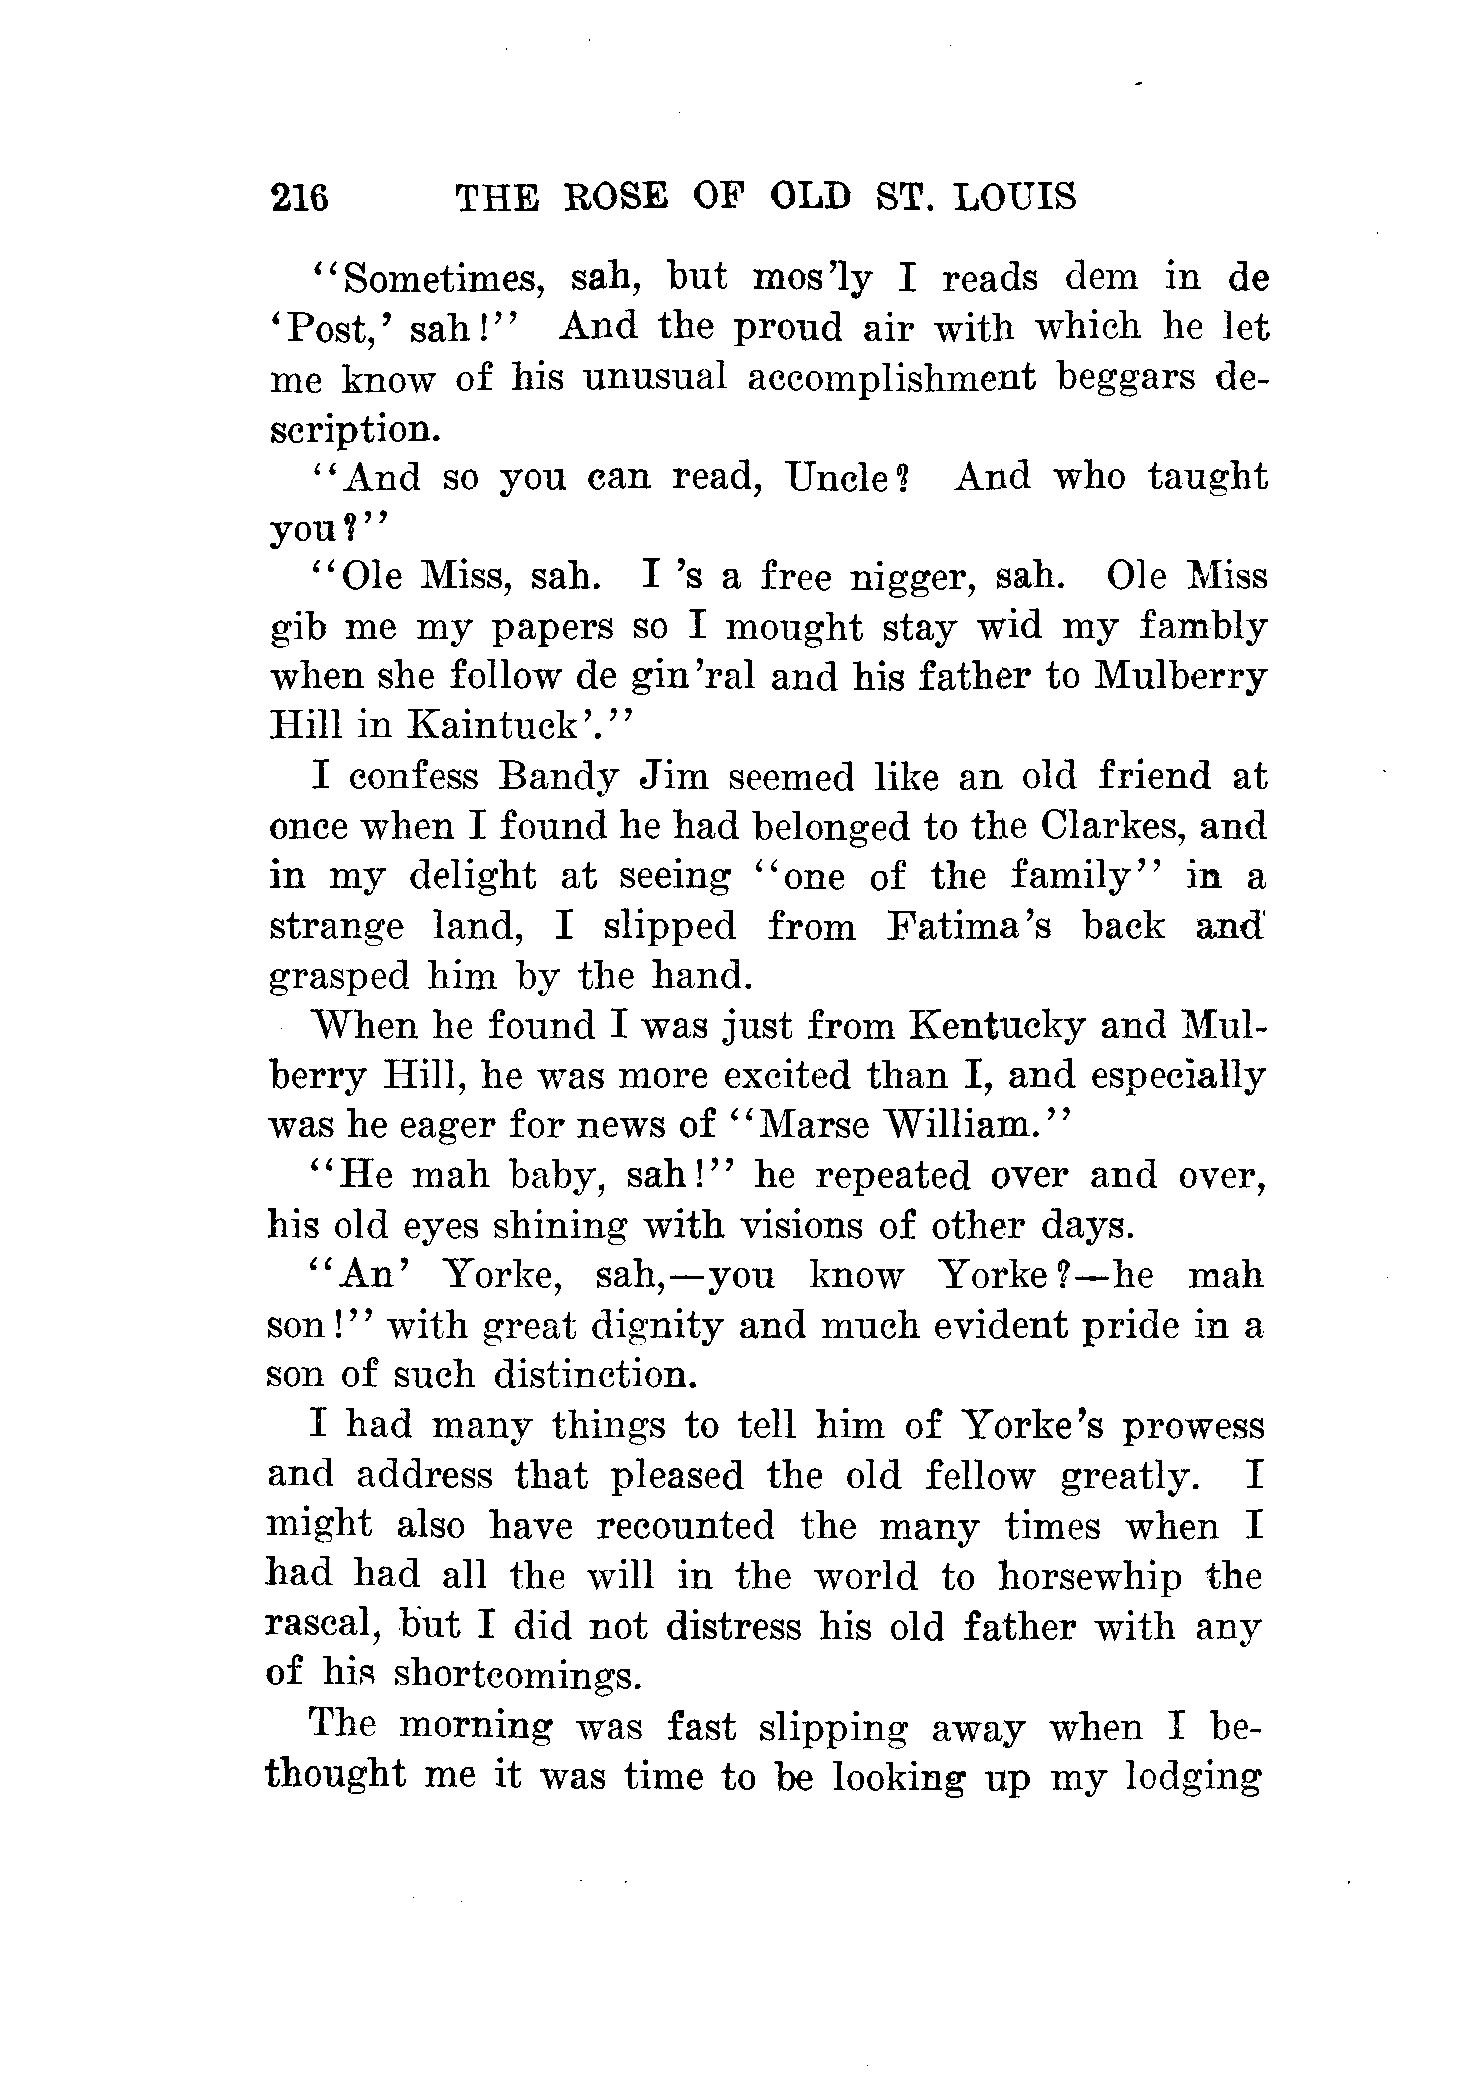 216 THE ROSE OF OLD ST. LOUIS
"Sometimes, sah, but mos'ly I reads dem in de
'Post,' sah!" And the proud air with which he let
me know of his unusual accomplishment beggars de-
scription.
"And so you can read, Uncle? And who taught
you?"
"Ole Miss, sah. I 's a free nigger, sah. Ole Miss
gib me my papers so I mought stay wid my fambly
when she follow de gin'ral and his father to Mulberry
Hill in Kaintuck'."
I confess Bandy Jim seemed like an old friend at
once when I found he had belonged to the Clarkes, and
in my delight at seeing "one of the family" in a
strange land, I slipped from Fatima's back and
grasped him by the hand.
When he found I was just from Kentucky and Mul-
berry Hill, he was more excited than I, and especially
was he eager for news of "Marse William."
"He mah baby, sah!" he repeated over and over,
his old eyes shining with visions of other days.
"An' Yorke, sah,—you know Yorke?—he mah
son!" with great dignity and much evident pride in a
son of such distinction.
I had many things to tell him of Yorke's prowess
and address that pleased the old fellow greatly. I
might also have recounted the many times when I
had had all the will in the world to horsewhip the
rascal, but I did not distress his old father with any
of his shortcomings.
The morning was fast slipping away when I be-
thought me it was time to be looking up my lodging